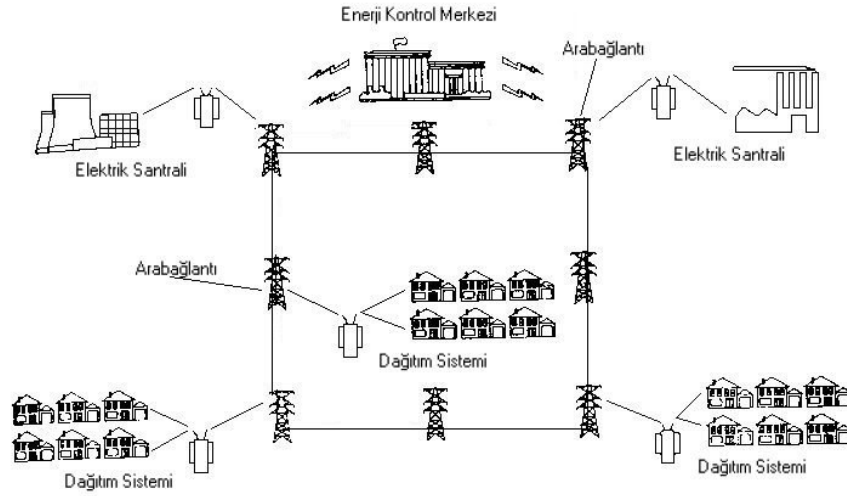 Enerji Kontrol Merkezi
Arabağlantı
Elektrik Santrali
Elektrik Santrali
Arabağlantı
Dağıtım Sistemi
Dağıtım Sistemi
Dağıtım Sistemi